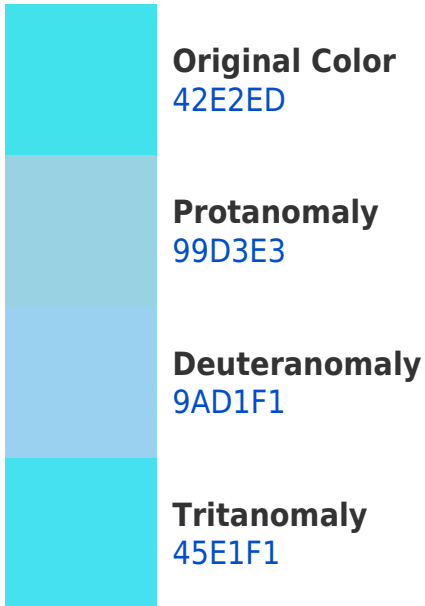 Original Color
42E2ED
Protanomaly
99D3E3
Deuteranomaly
9AD1F1
Tritanomaly
45E1F1